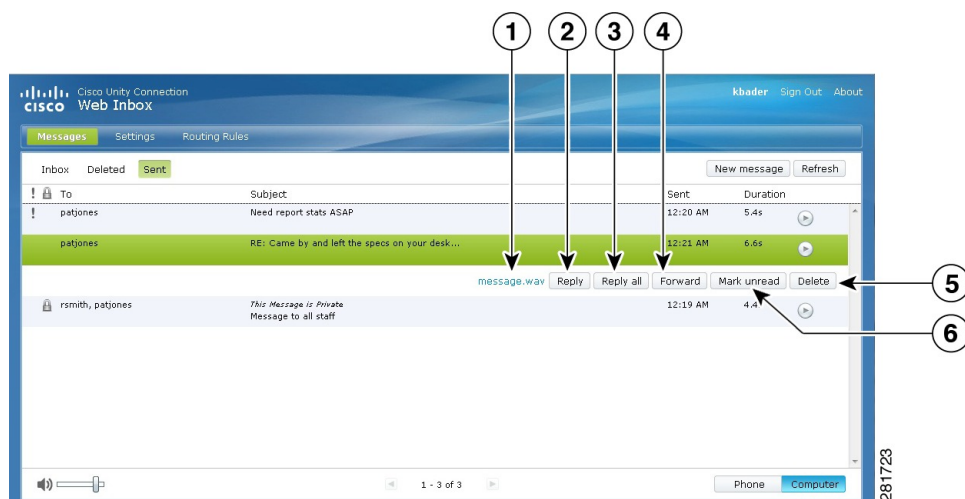 1 2 3 4
Cisco Unity Connection
CISCO Web Inbox
kbader Sign Out About
Messages Settings Routing Rules
Inbox Deleted Sent New message Refresh
! To Subject Sent Duration
! patjones Need report stats ASAP 12:20 AM 5.4s
patjones RE: Came by and left the specs on your desk... 12:21 AM 6.6s
message.wav Reply Reply all Forward Mark unread Delete 5
rsmith, patjones This Message is Private 12:19 AM 4.4
Message to all staff
6
1 - 3 of 3 Phone Computer
281723